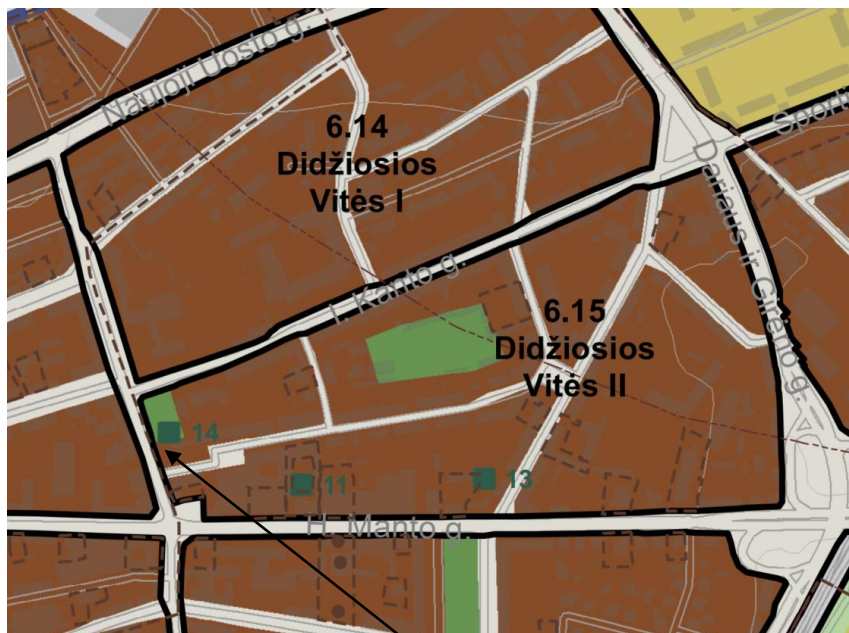 Naujoji Uosto g.
6.14
Didžiosios
Vitės I
Sporti
Dariaus ir Girėno g.
I. Kanto g.
6.15
Didžiosios
Vitės II
14
11
13
H. Manto g.